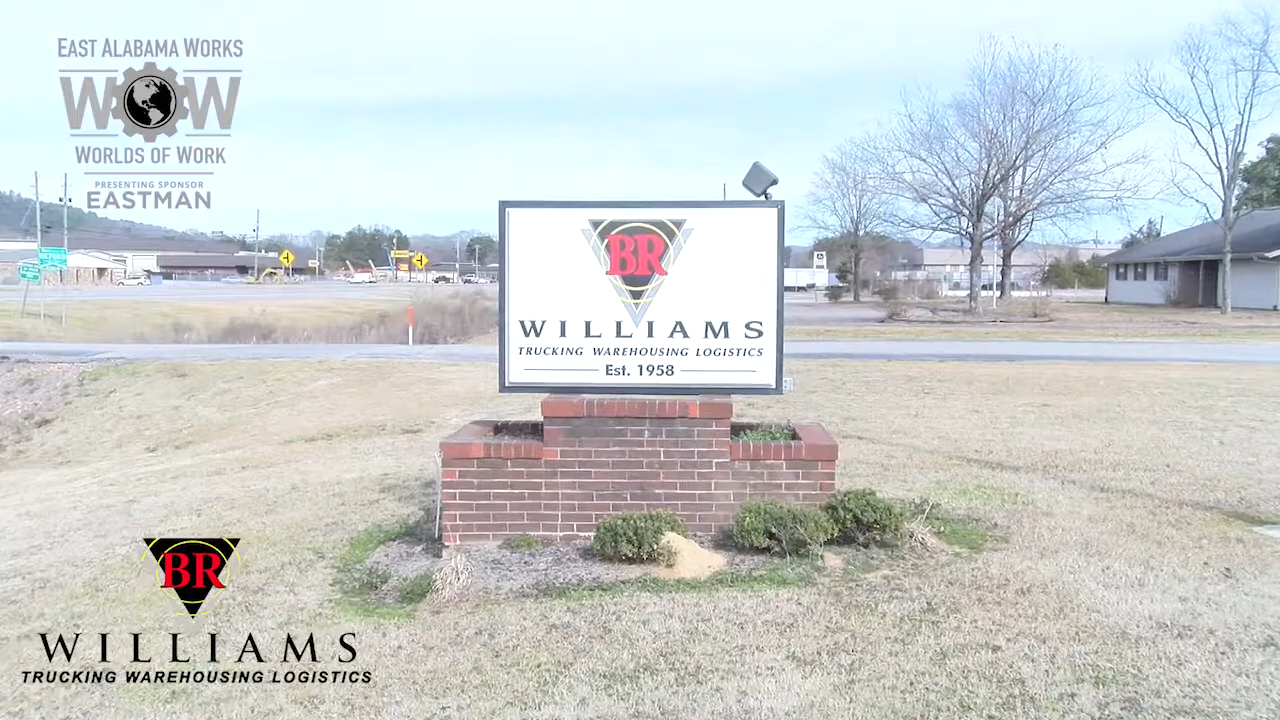 EAST ALABAMA WORKS
WOW
WORLDS OF WORK
PRESENTING SPONSOR
EASTMAN
BR
WILLIAMS
TRUCKING WAREHOUSING LOGISTICS
Est. 1958
BR
WILLIAMS
TRUCKING WAREHOUSING LOGISTICS